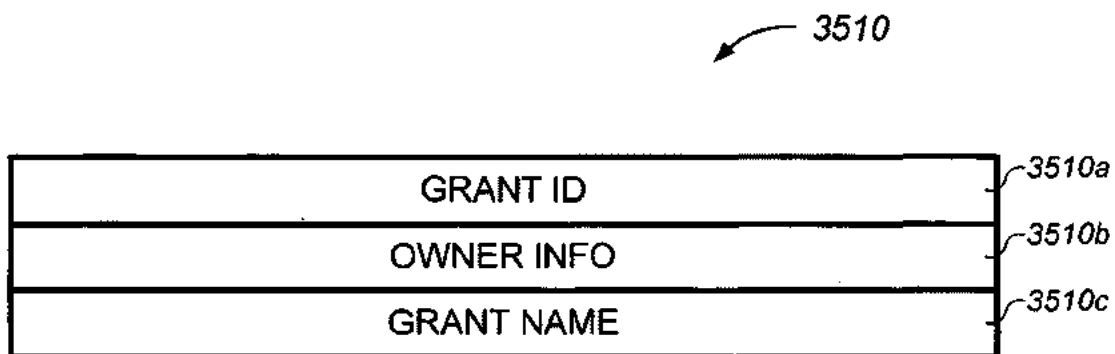 3510
GRANT ID
3510a
OWNER INFO
3510b
GRANT NAME
3510c